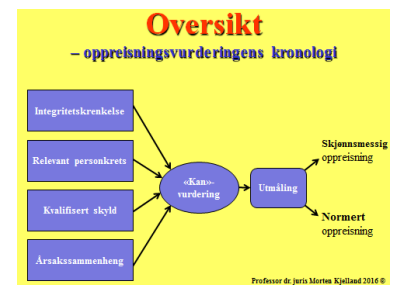 Oversikt
– oppreisningsvurderingens kronologi
Integritetskrenkelse
Relevant personkrets
Kvalifisert skyld
Årsakssammenheng
«Kan»-
vurdering
Utmåling
Skjønnsmessig
oppreisning
Normert
oppreisning
Professor dr. juris Morten Kjelland 2016 ©